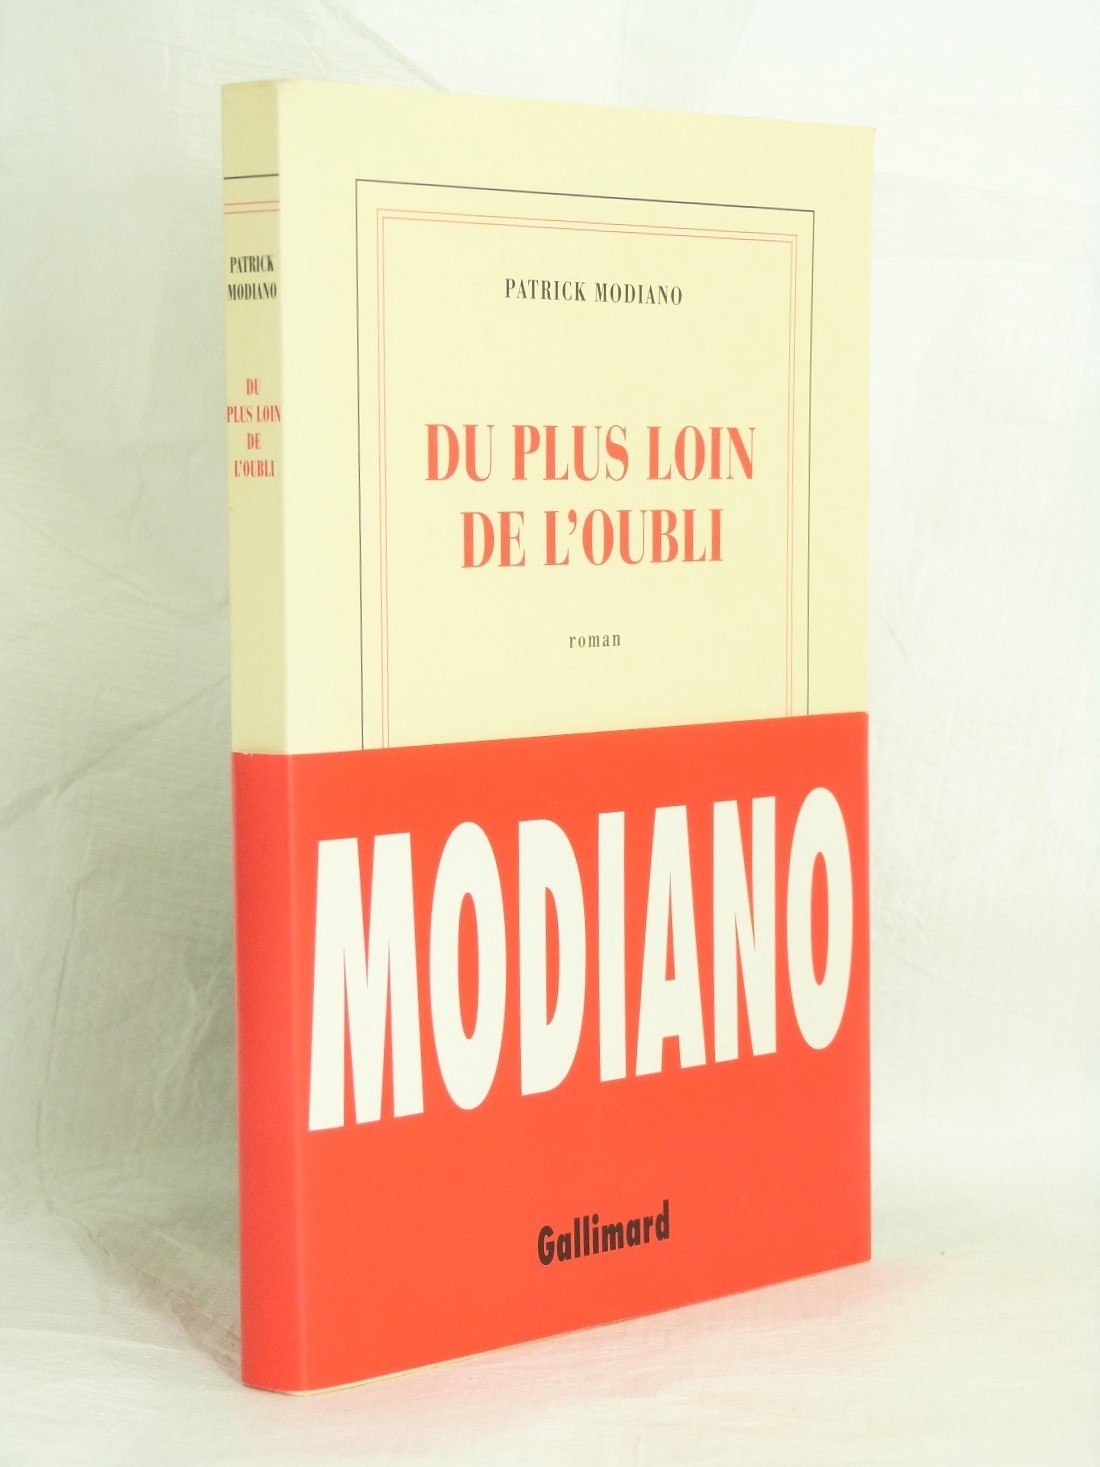 PATRICK
MODIANO
DU
PLUS LOIN
DE
L'OUBLI
PATRICK MODIANO
DU PLUS LOIN
DE L'OUBLI
roman
MODIANO
Gallimard